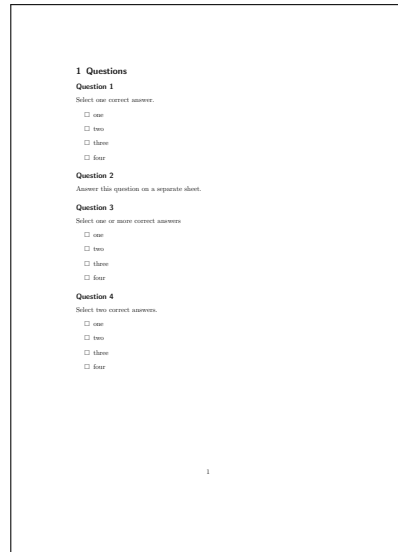 1 Questions
Question 1
Select one correct answer.
□ one
□ two
□ three
□ four
Question 2
Answer this question on a separate sheet.
Question 3
Select one or more correct answers
□ one
□ two
□ three
□ four
Question 4
Select two correct answers.
□ one
□ two
□ three
□ four
1